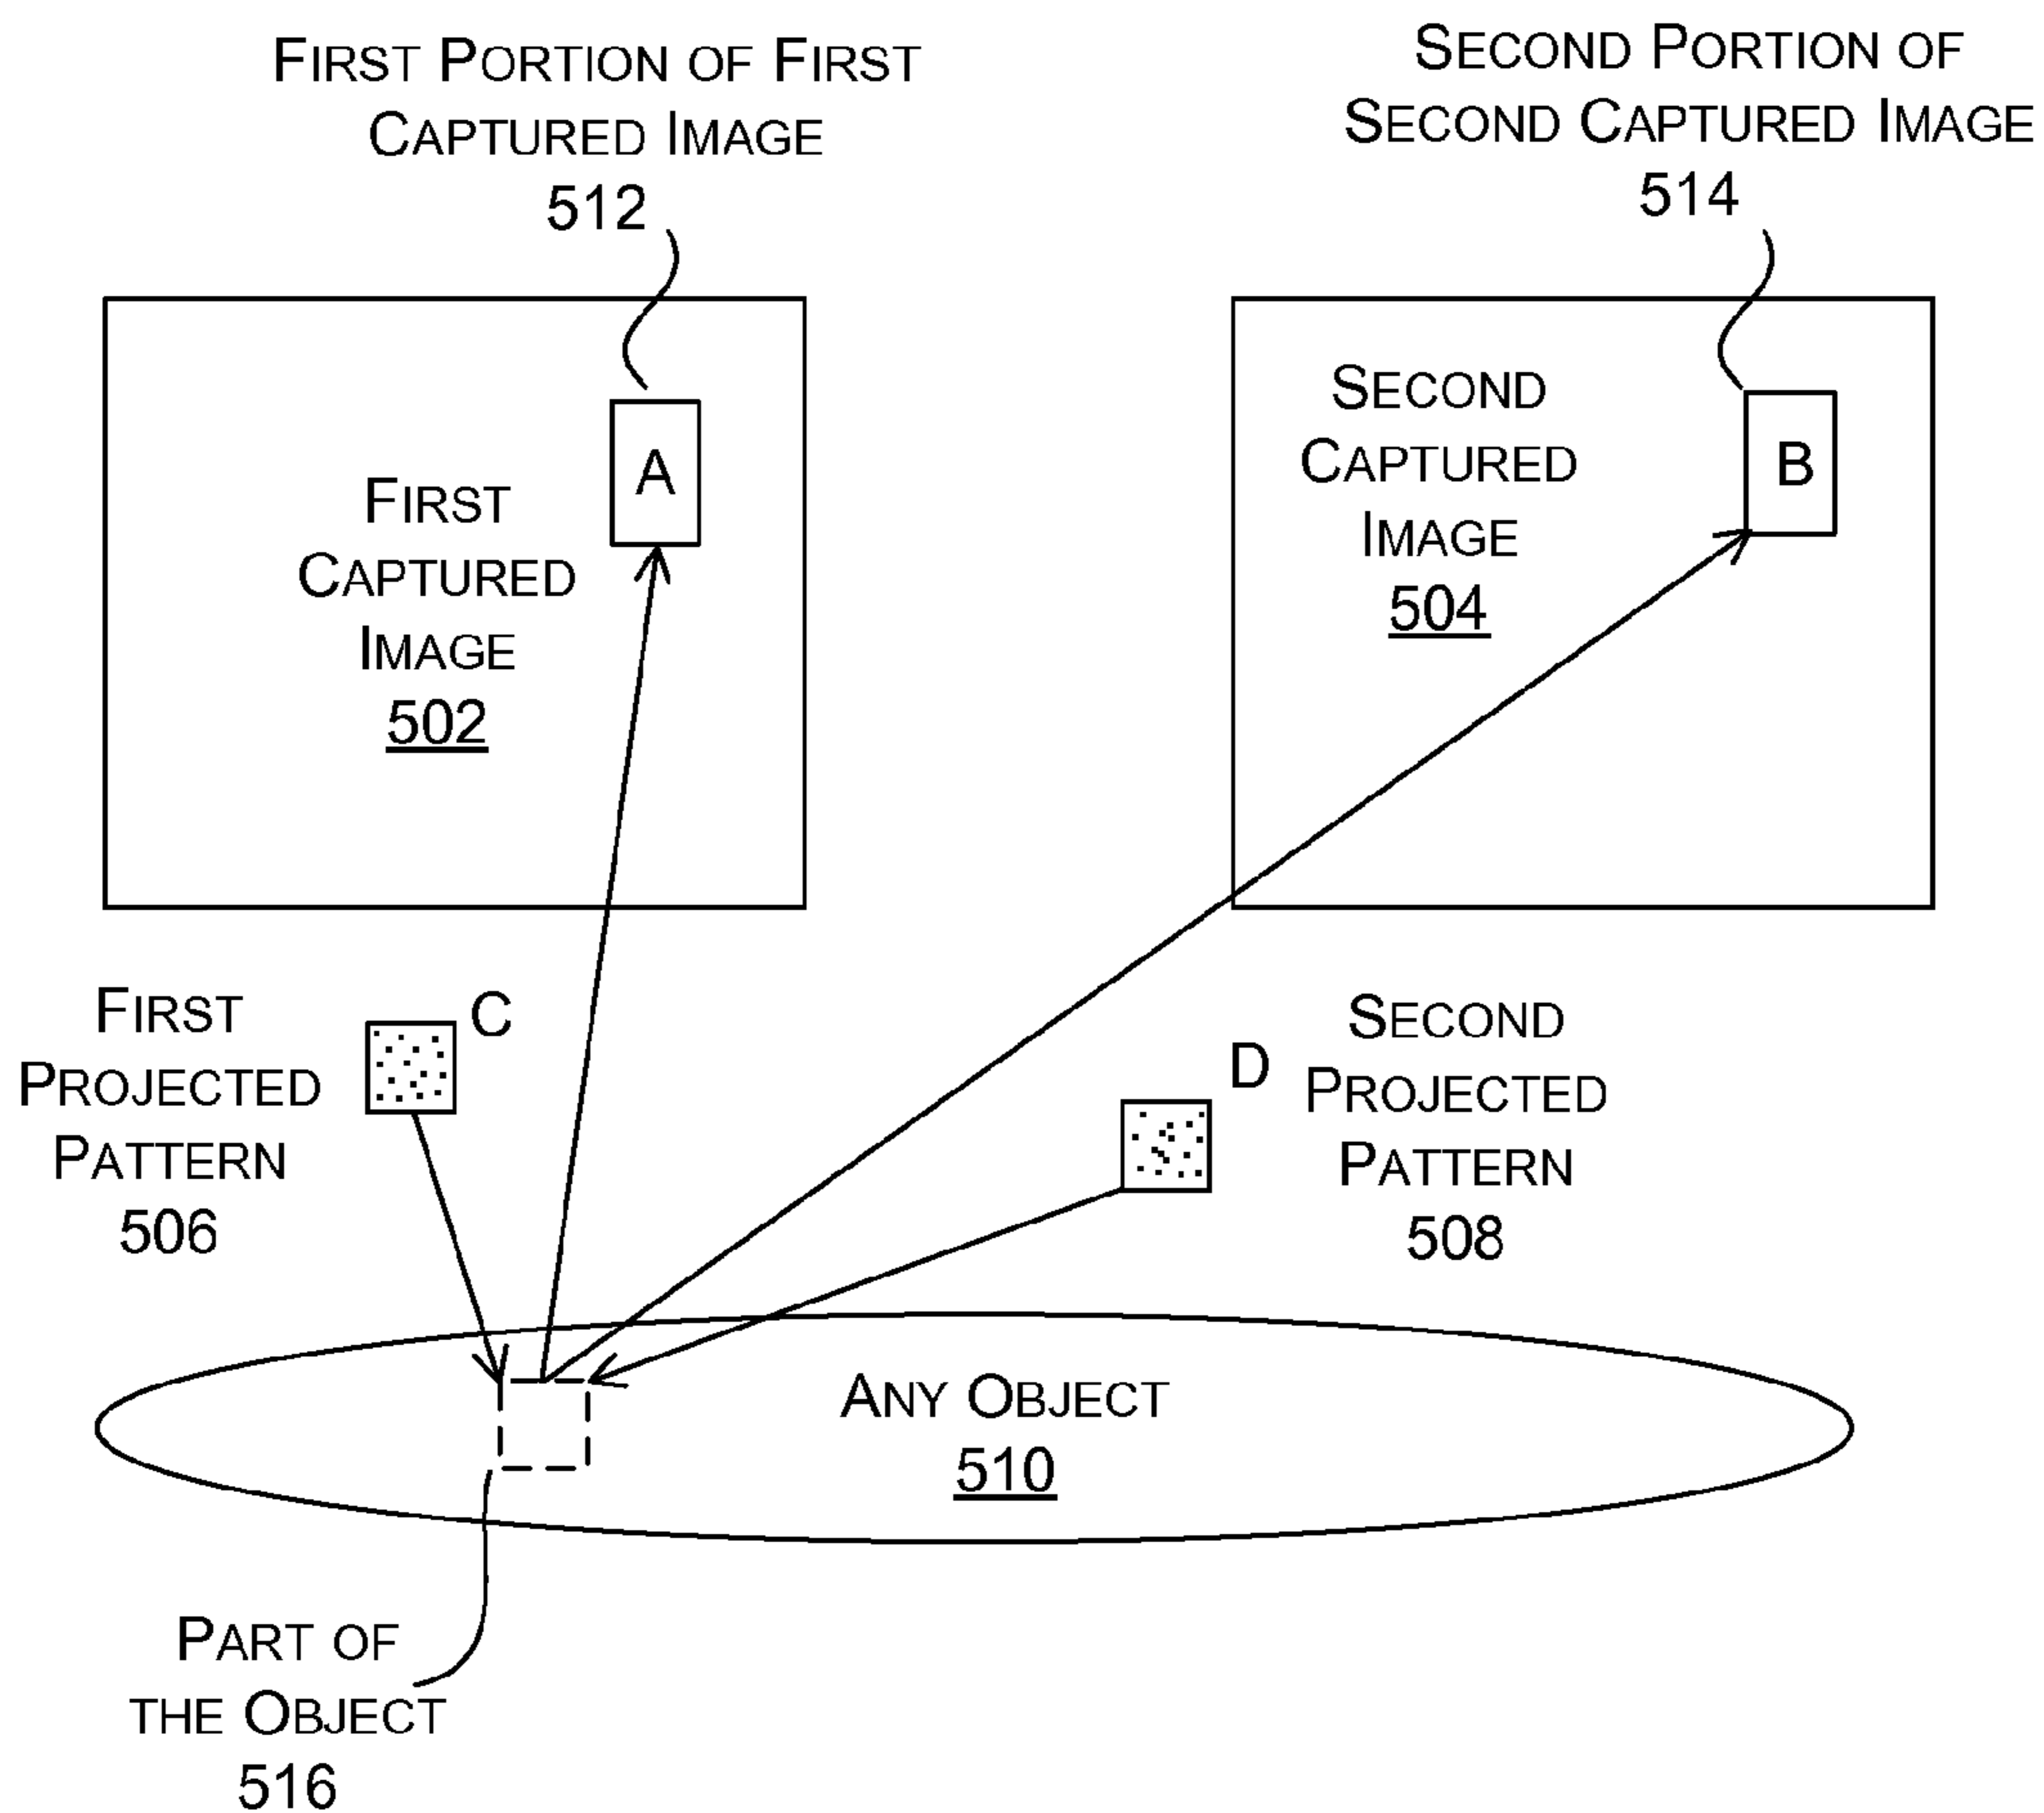 First Portion of First
Captured Image
512
Second Portion of
Second Captured Image
514
A
First
Captured
Image
502
Second
Captured
Image
504
B
First
Projected
Pattern
506
C
D
Second
Projected
Pattern
508
Any Object
510
Part of
the Object
516